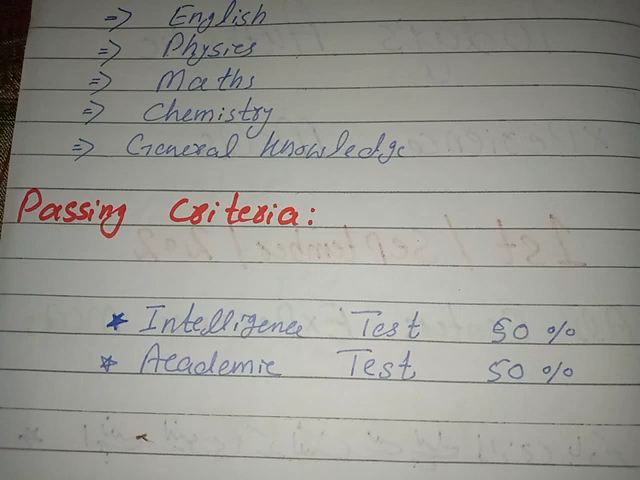 => English
=> Physics
=> Maths
=> Chemistry
=> General knowledge
Passing Criteria:
* Intelligence Test 50 %
* Academic Test 50 %